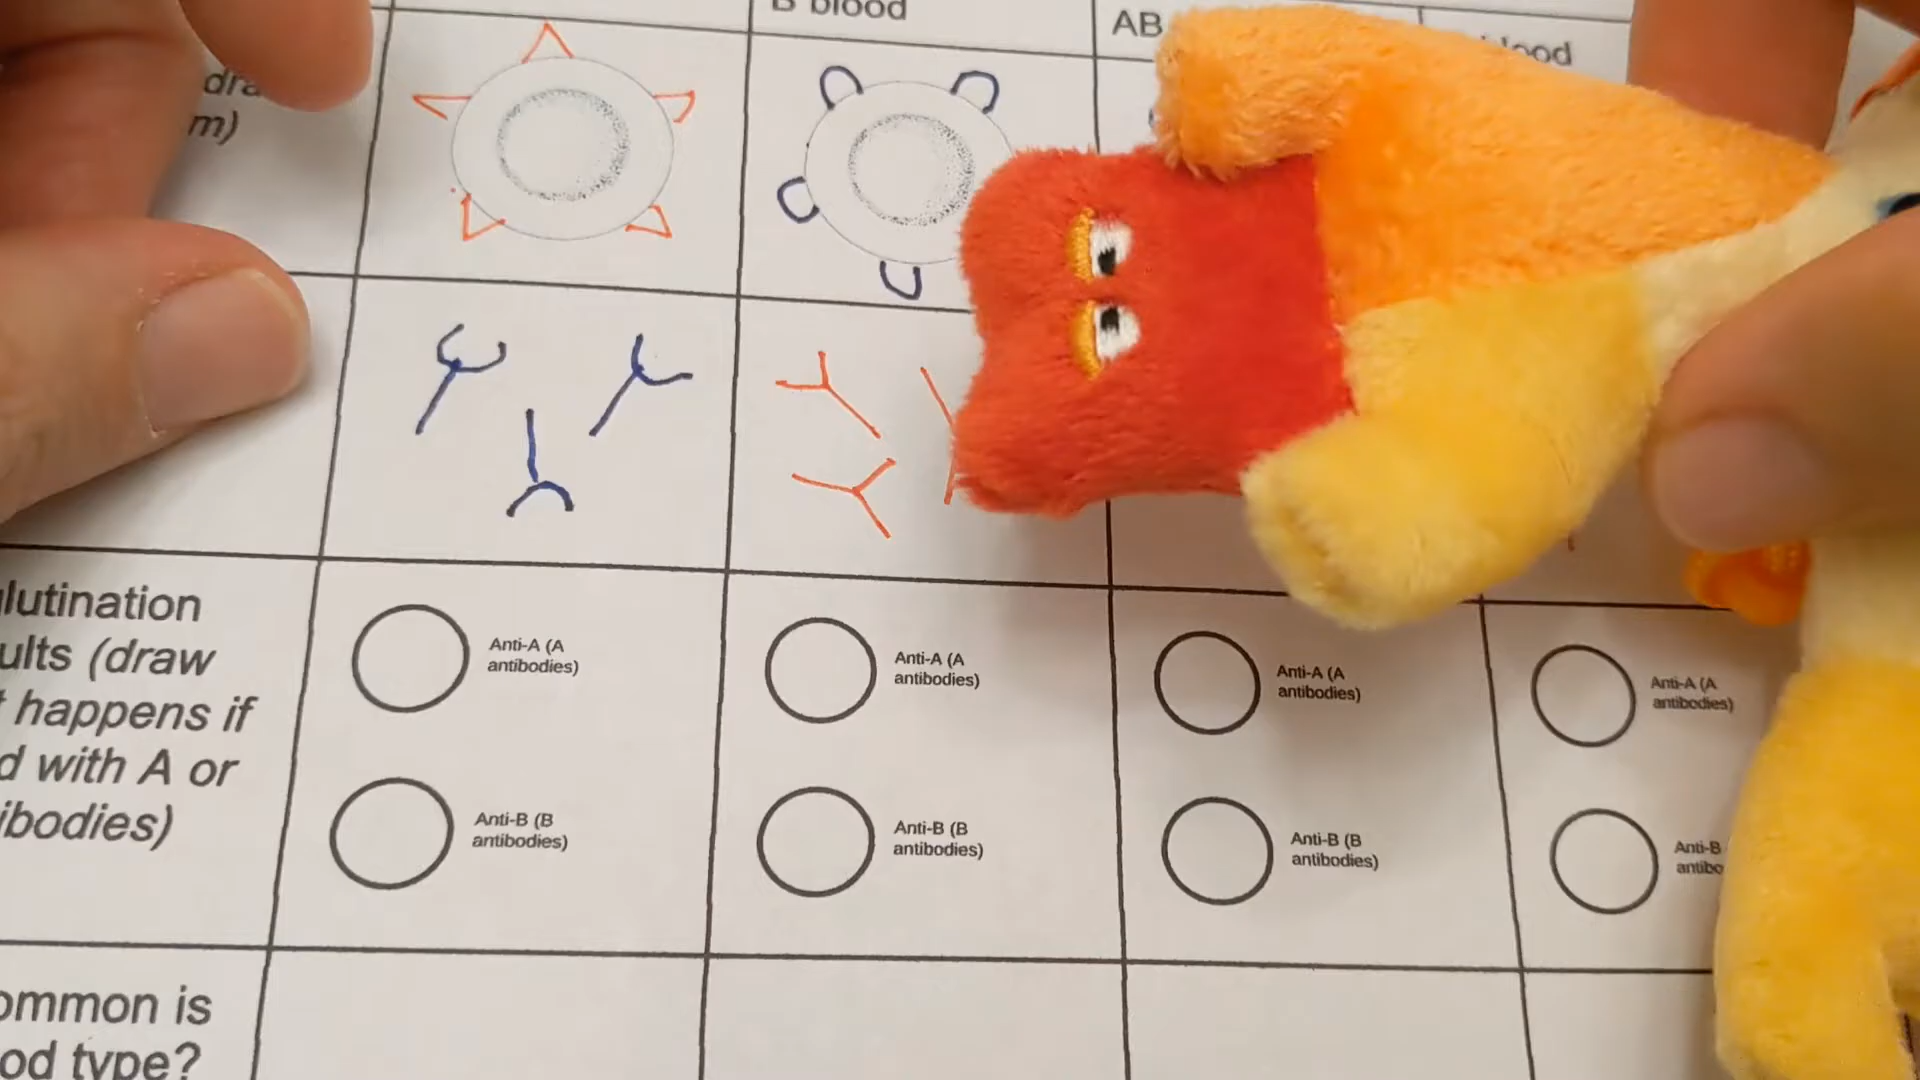 B blood
AB
lood
dra
m)
lutination
ults (draw
happens if
d with A or
ibodies)
Anti-A (A
antibodies)
Anti-B (B
antibodies)
Anti-A (A
antibodies)
Anti-B (B
antibodies)
Anti-A (A
antibodies)
Anti-B (B
antibodies)
Anti-A (A
antibodies)
Anti-B
antibo
ommon is
od type?